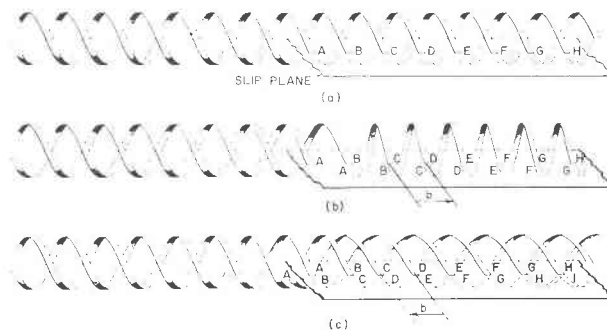 A B C D E F G H
SLIP PLANE
(a)
A B C D E F G H
A B C D E F G
b
(b)
A B C D E F G H
A B C D E F G H I
b
(c)